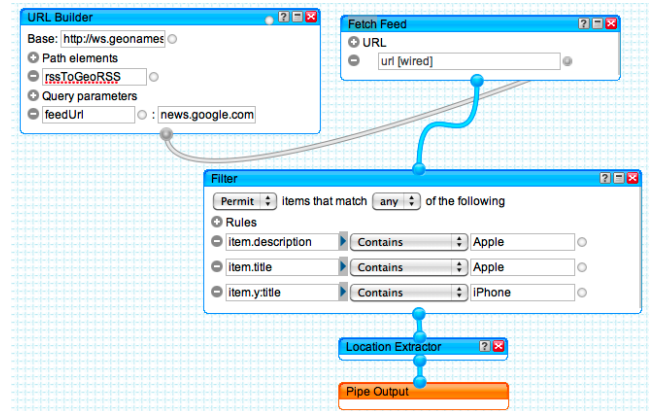 URL Builder
Base: http://ws.geonames
Path elements
rssToGeoRSS
Query parameters
feedUrl : news.google.com
Fetch Feed
URL
url [wired]
Filter
Permit items that match any of the following
Rules
item.description Contains Apple
item.title Contains Apple
item.y:title Contains iPhone
Location Extractor
Pipe Output